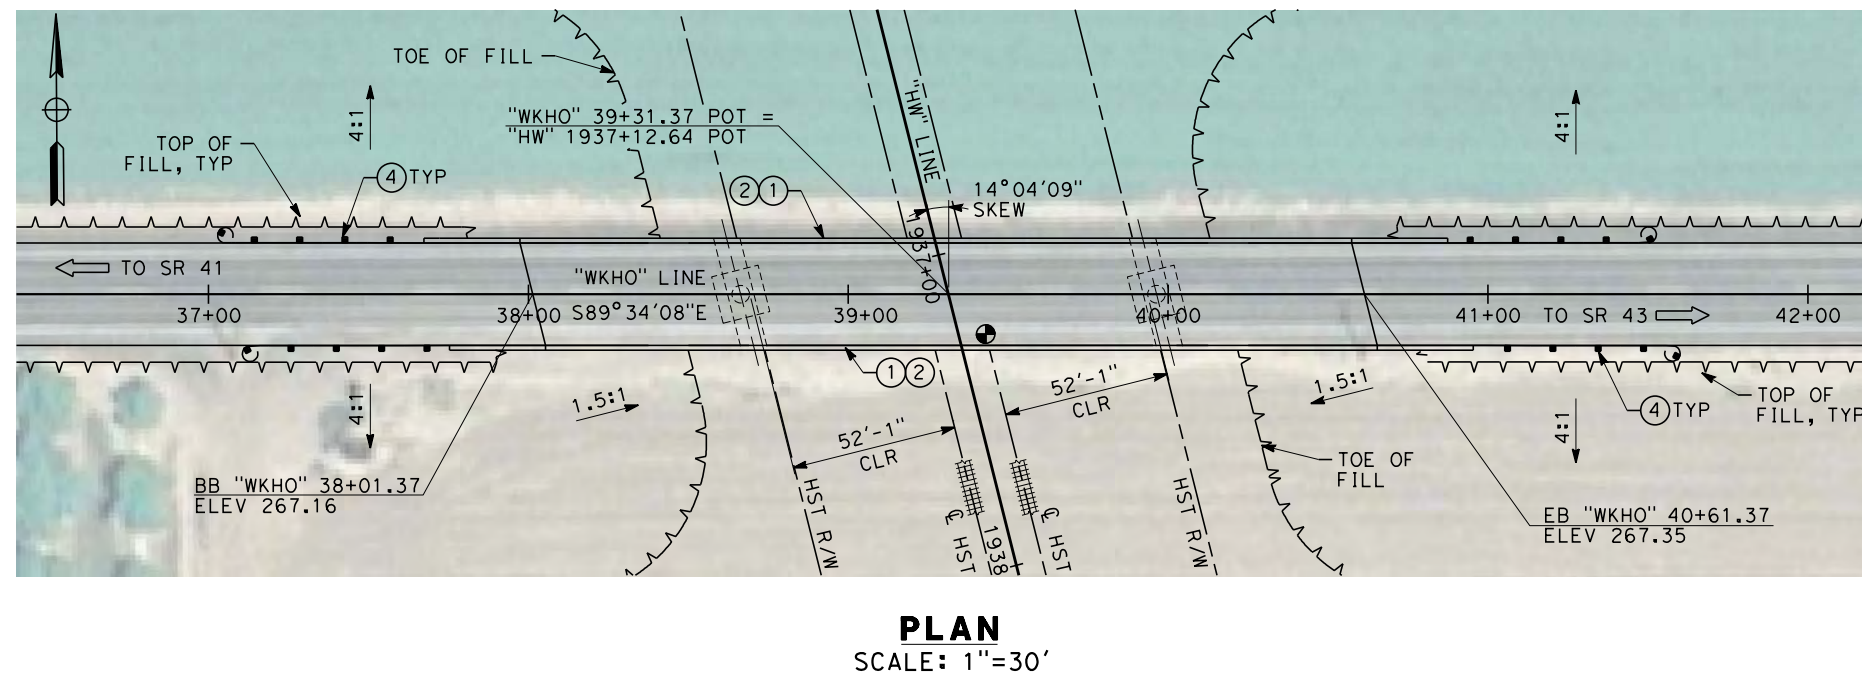 TOE OF FILL
"WKHO" 39+31.37 POT =
"HW" 1937+12.64 POT
"HW" LINE
4:1
4:1
TOP OF
FILL, TYP
4 TYP
2 1
14°04'09"
SKEW
1937+00
TO SR 41
"WKHO" LINE
S89°34'08"E
37+00
38+00
39+00
40+00
41+00
TO SR 43
42+00
1 2
52'-1"
CLR
52'-1"
CLR
1.5:1
1.5:1
4:1
4:1
4 TYP
TOP OF
FILL, TYP
TOE OF
FILL
BB "WKHO" 38+01.37
ELEV 267.16
HST R/W
℄ HST
1938
℄ HST
HST R/W
EB "WKHO" 40+61.37
ELEV 267.35
PLAN
SCALE: 1"=30'